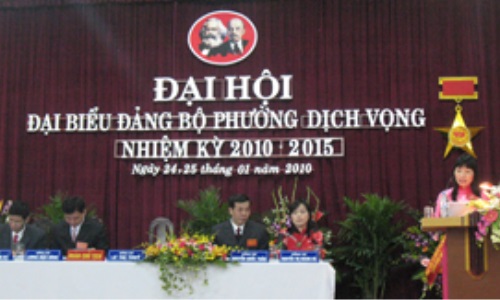 ĐẠI HỘI
ĐẠI BIỂU ĐẢNG BỘ PHƯỜNG DỊCH VỌNG
NHIỆM KỲ 2010 - 2015
Ngày 24, 25 tháng 01 năm 2010